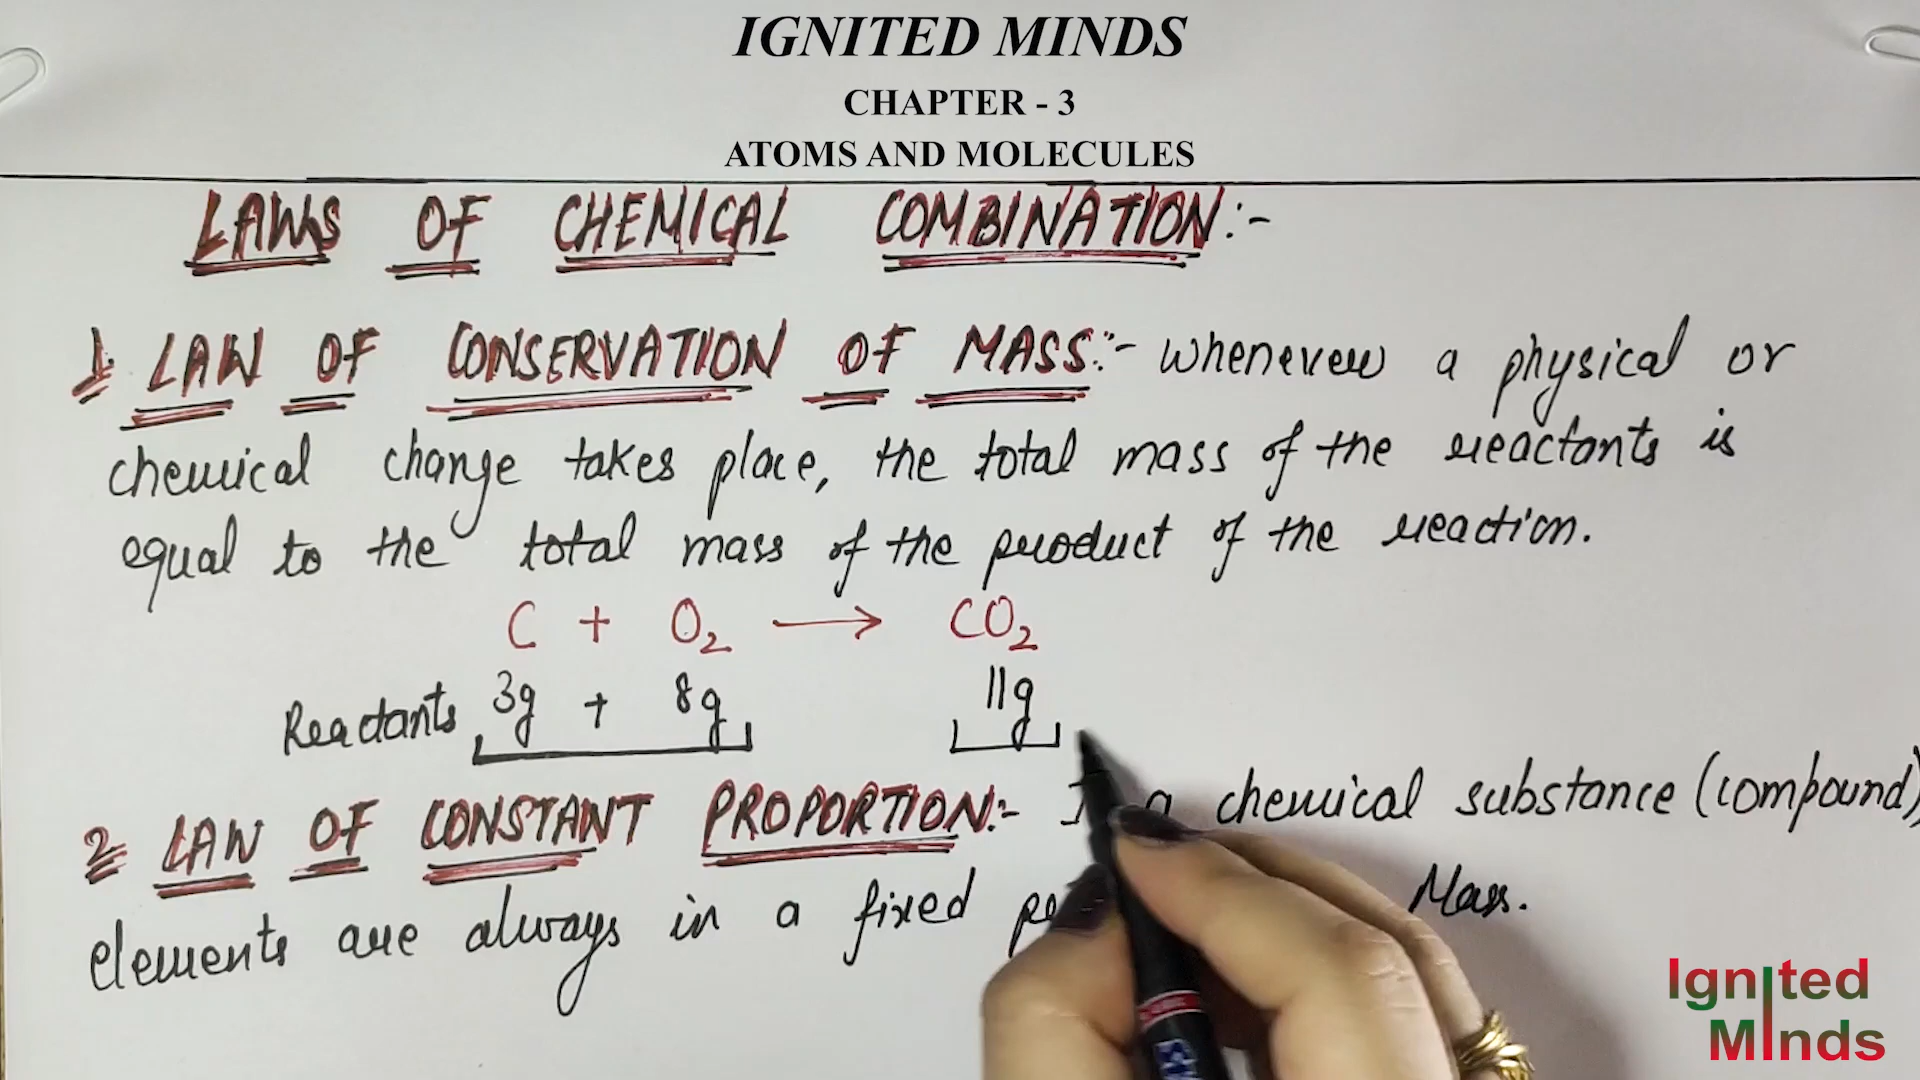 IGNITED MINDS
CHAPTER - 3
ATOMS AND MOLECULES
LAWS OF CHEMICAL COMBINATION:-
1. LAW OF CONSERVATION OF MASS:- Whenever a physical or
chemical change takes place, the total mass of the reactants is
equal to the total mass of the product of the reaction.
C + O₂ → CO₂
Reactants 3g + 8g 11g
2. LAW OF CONSTANT PROPORTION:- a chemical substance (compound),
elements are always in a fixed Mass.
Ignited
Minds